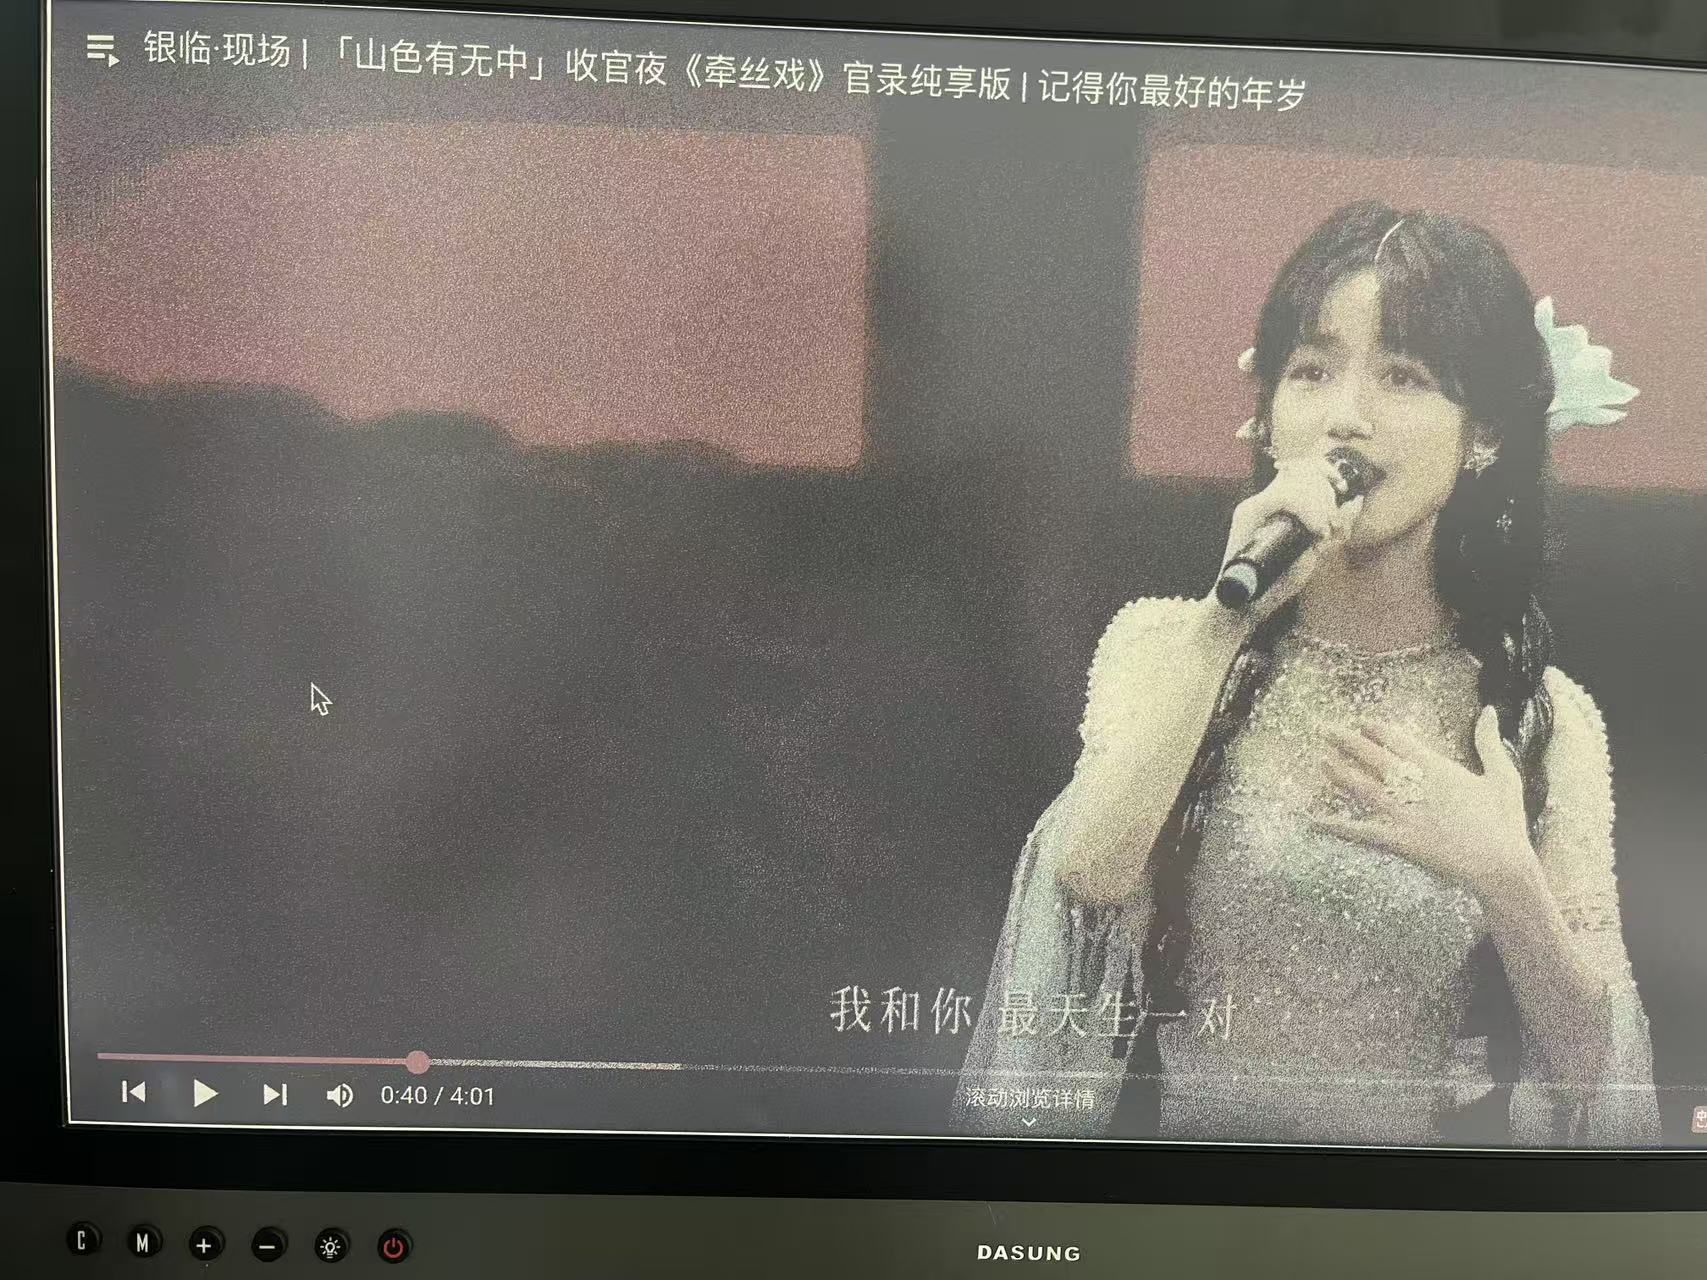 银临·现场 | 「山色有无中」收官夜《牵丝戏》官录纯享版 | 记得你最好的年岁
我和你 最天生一对
0:40 / 4:01
滚动浏览详情
中
C M + −
DASUNG